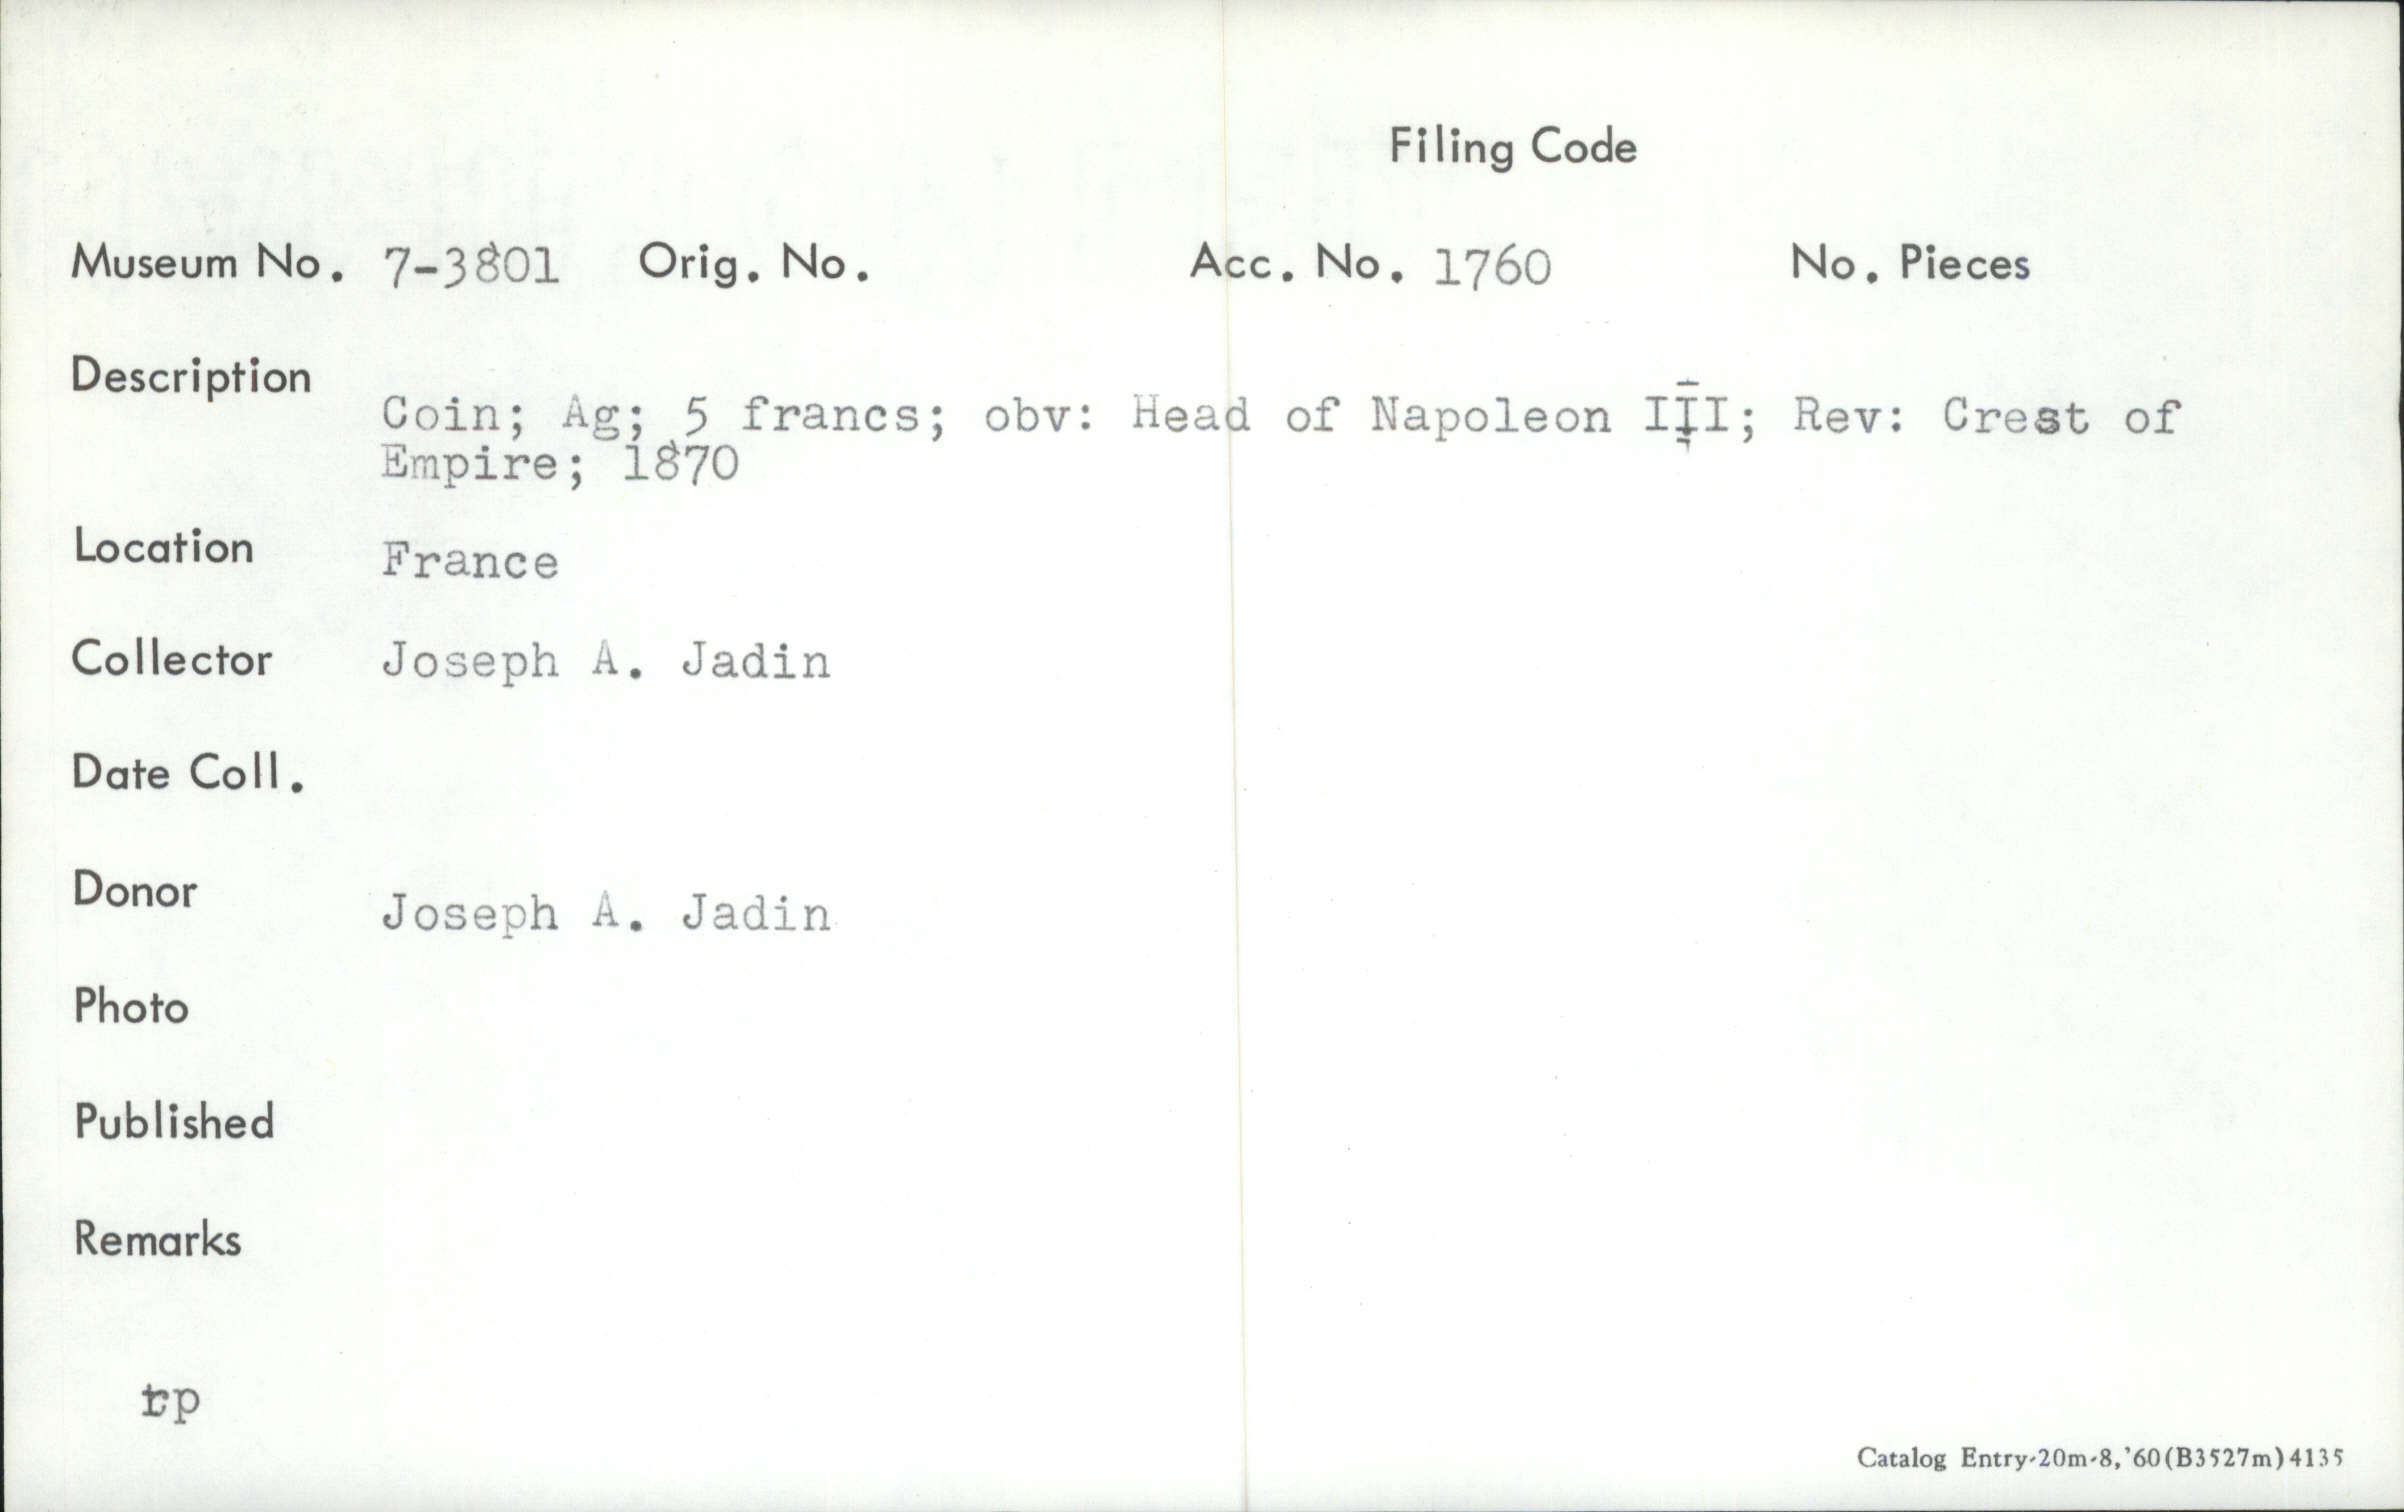 Filing Code
Museum No. 7-3801 Orig. No. Acc. No. 1760 No. Pieces
Description
Coin; Ag; 5 francs; obv: Head of Napoleon III; Rev: Crest of
Empire; 1870
Location France
Collector Joseph A. Jadin
Date Coll.
Donor Joseph A. Jadin
Photo
Published
Remarks
rp
Catalog Entry-20m-8,'60(B3527m)4135